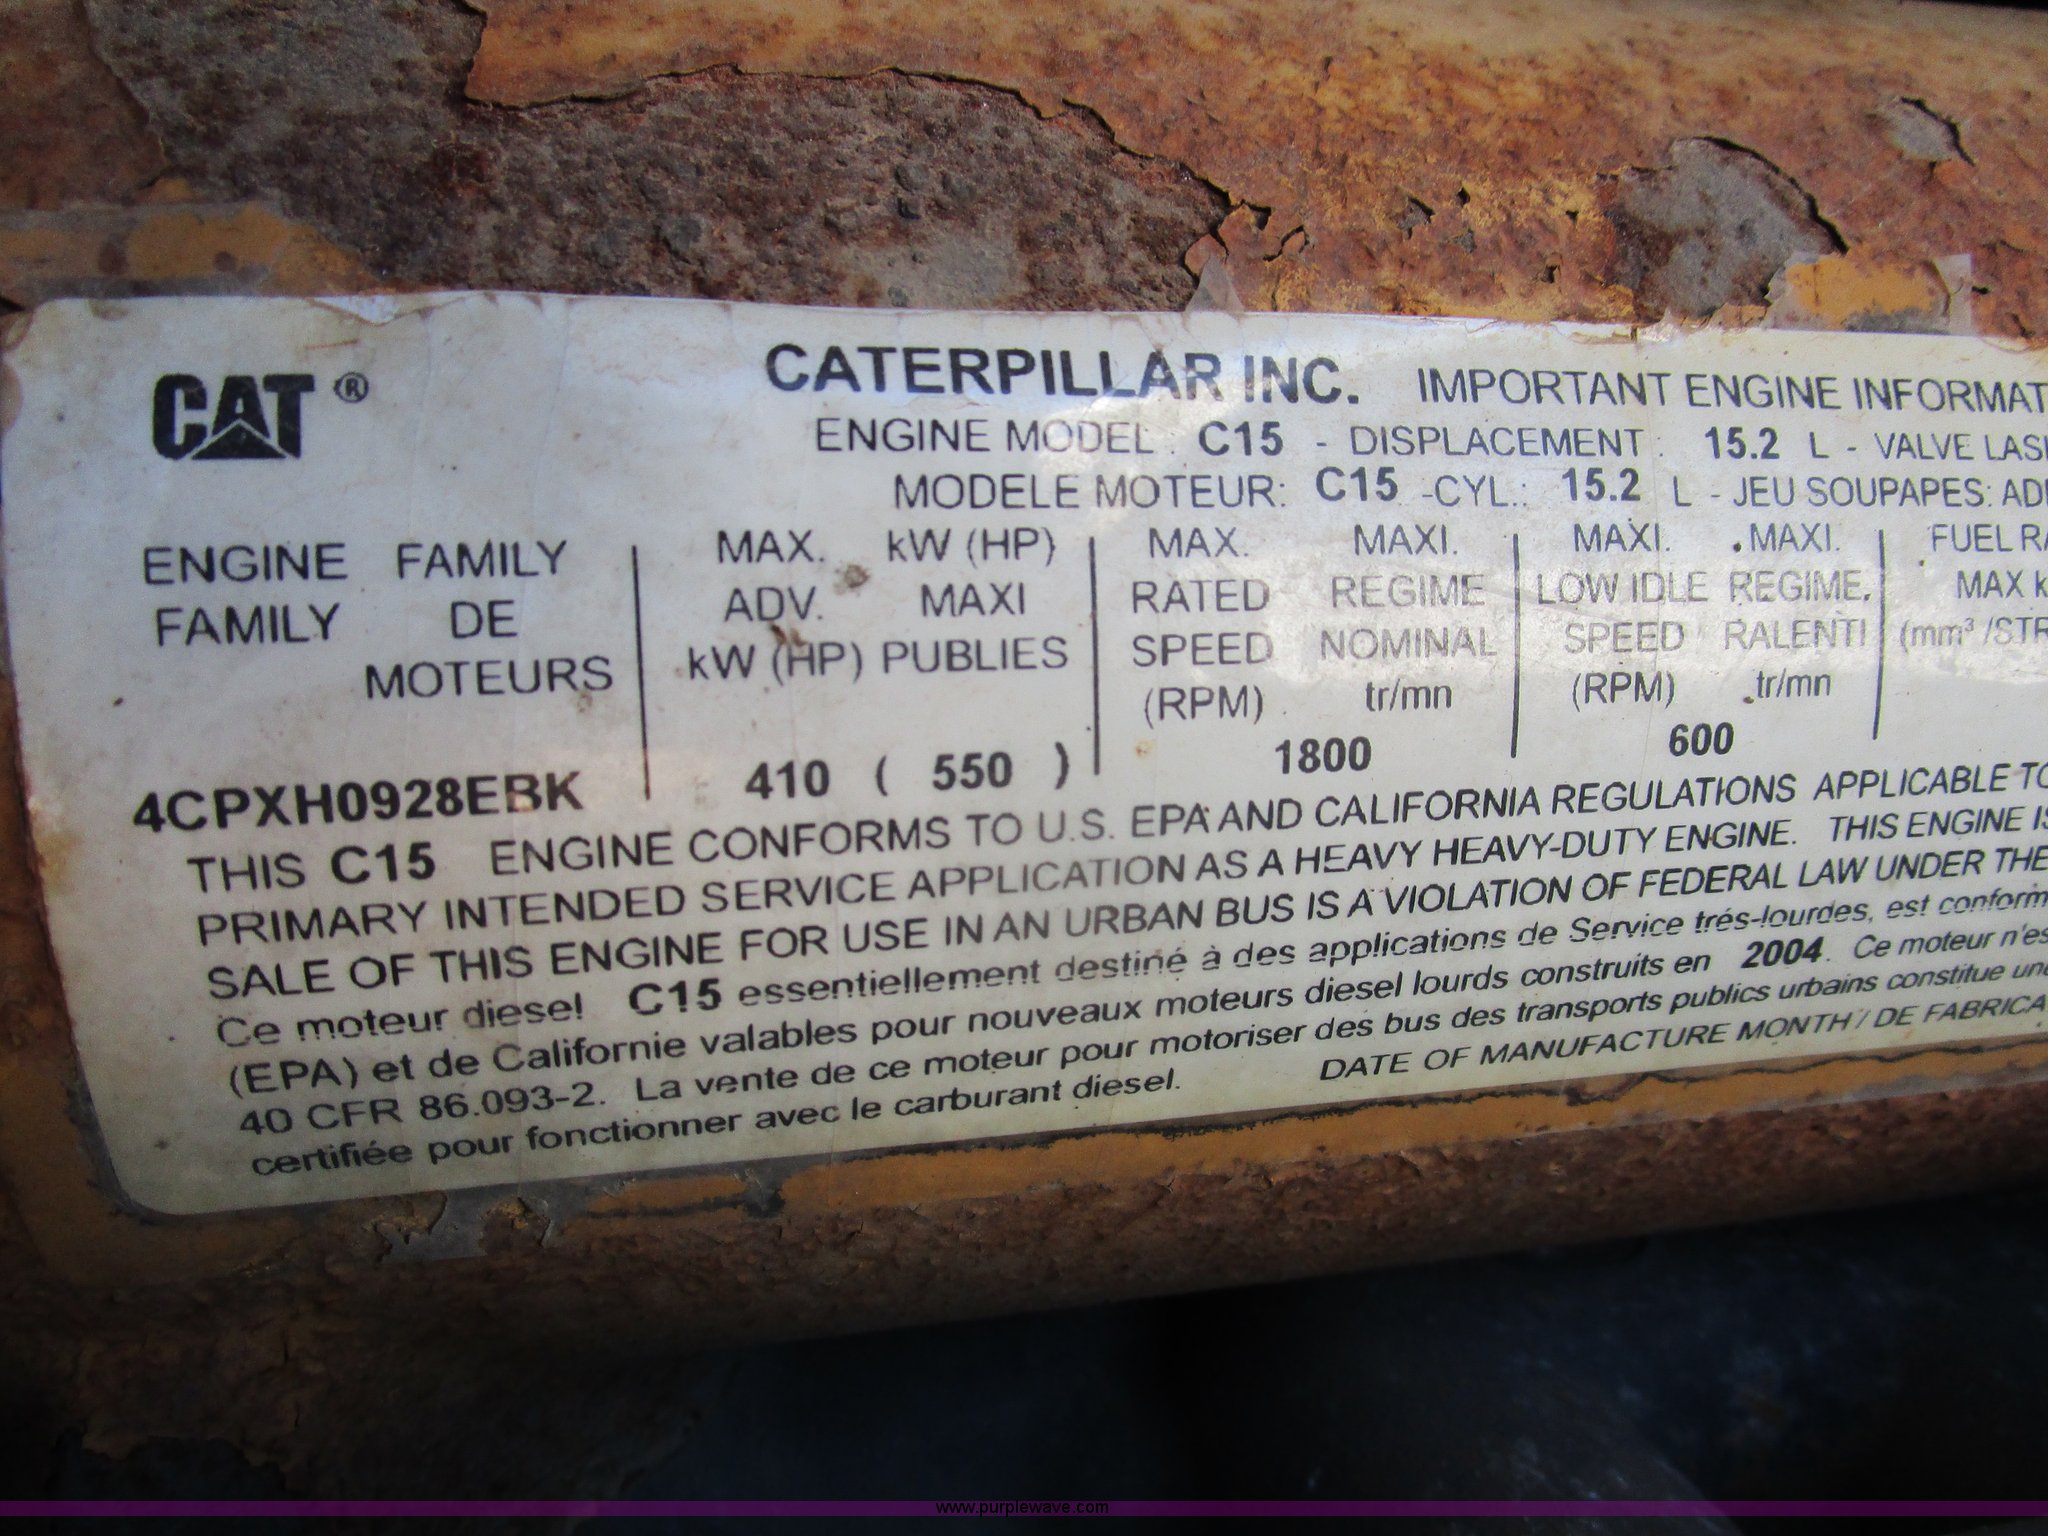 CAT ®
CATERPILLAR INC. IMPORTANT ENGINE INFORMAT
ENGINE MODEL: C15 - DISPLACEMENT: 15.2 L - VALVE LAS
MODELE MOTEUR: C15 -CYL.: 15.2 L - JEU SOUPAPES: AD
ENGINE FAMILY
FAMILY DE
MOTEURS
4CPXH0928EBK
MAX. kW (HP)
ADV. MAXI
kW (HP) PUBLIES
410 ( 550 )
MAX. MAXI.
RATED REGIME
SPEED NOMINAL
(RPM) tr/mn
1800
MAXI. MAXI.
LOW IDLE REGIME.
SPEED RALENTI
(RPM) tr/mn
600
FUEL RA
MAX k
(mm³/STR
THIS C15 ENGINE CONFORMS TO U.S. EPA AND CALIFORNIA REGULATIONS APPLICABLE TO
PRIMARY INTENDED SERVICE APPLICATION AS A HEAVY HEAVY-DUTY ENGINE. THIS ENGINE IS
SALE OF THIS ENGINE FOR USE IN AN URBAN BUS IS A VIOLATION OF FEDERAL LAW UNDER THE
Ce moteur diesel C15 essentiellement destiné à des applications de Service trés-lourdes, est conform
(EPA) et de Californie valables pour nouveaux moteurs diesel lourds construits en 2004. Ce moteur n'es
40 CFR 86.093-2. La vente de ce moteur pour motoriser des bus des transports publics urbains constitue un
certifiée pour fonctionner avec le carburant diesel. DATE OF MANUFACTURE MONTH / DE FABRICA
www.purplewave.com